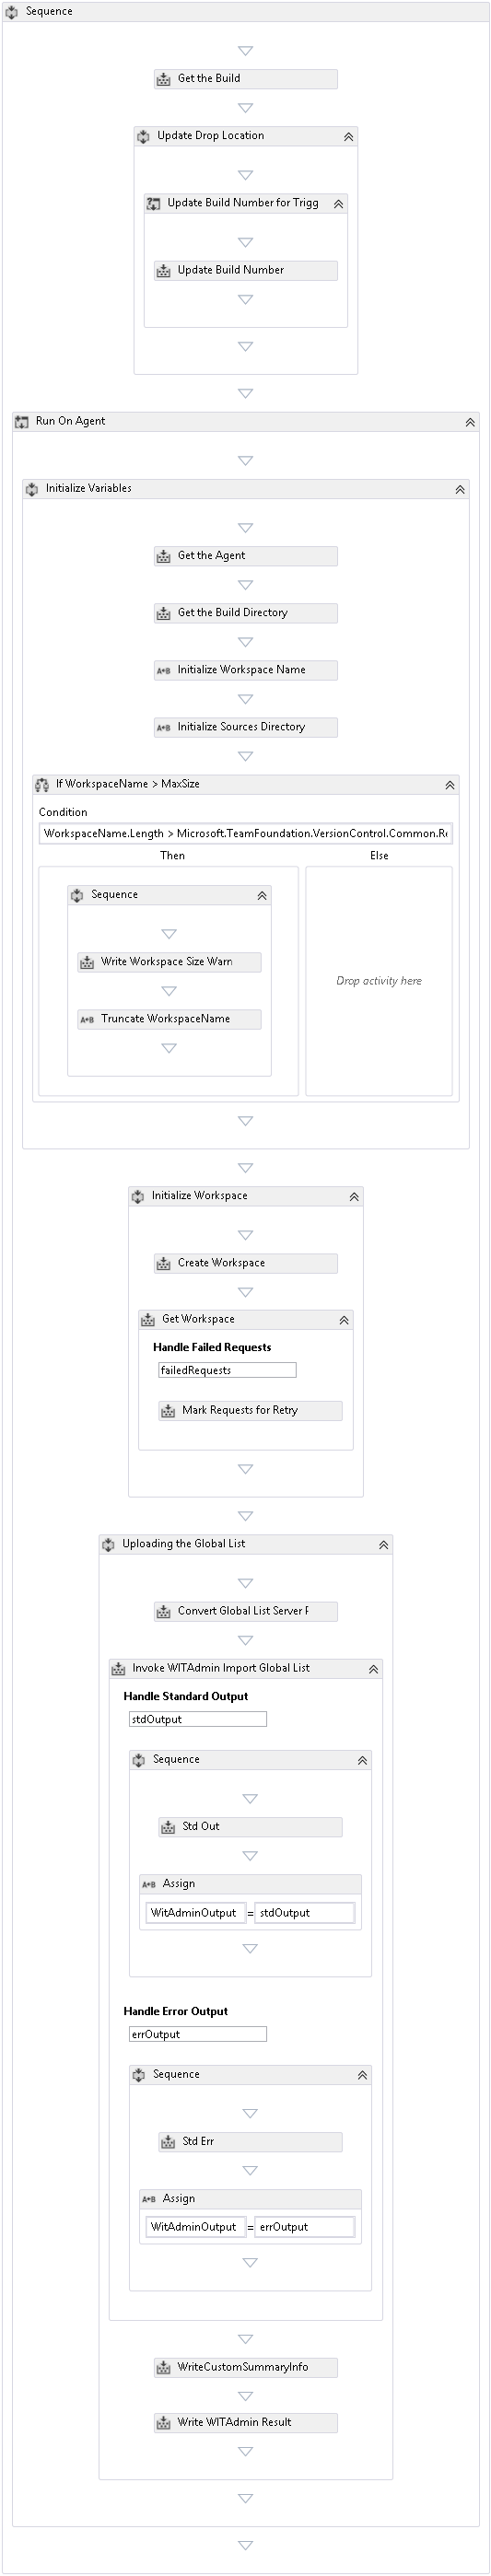 Sequence
Get the Build
Update Drop Location
Update Build Number for Trigg
Update Build Number
Run On Agent
Initialize Variables
Get the Agent
Get the Build Directory
A+B Initialize Workspace Name
A+B Initialize Sources Directory
If WorkspaceName > MaxSize
Condition
WorkspaceName.Length > Microsoft.TeamFoundation.VersionControl.Common.Re
Then
Else
Sequence
Write Workspace Size Warn
A+B Truncate WorkspaceName
Drop activity here
Initialize Workspace
Create Workspace
Get Workspace
Handle Failed Requests
failedRequests
Mark Requests for Retry
Uploading the Global List
Convert Global List Server P
Invoke WITAdmin Import Global List
Handle Standard Output
stdOutput
Sequence
Std Out
A+B Assign
WitAdminOutput = stdOutput
Handle Error Output
errOutput
Sequence
Std Err
A+B Assign
WitAdminOutput = errOutput
WriteCustomSummaryInfo
Write WITAdmin Result